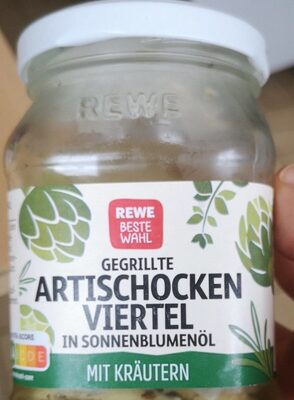 REWE
REWE
BESTE
WAHL
GEGRILLTE
ARTISCHOCKEN
VIERTEL
IN SONNENBLUMENÖL
MIT KRÄUTERN